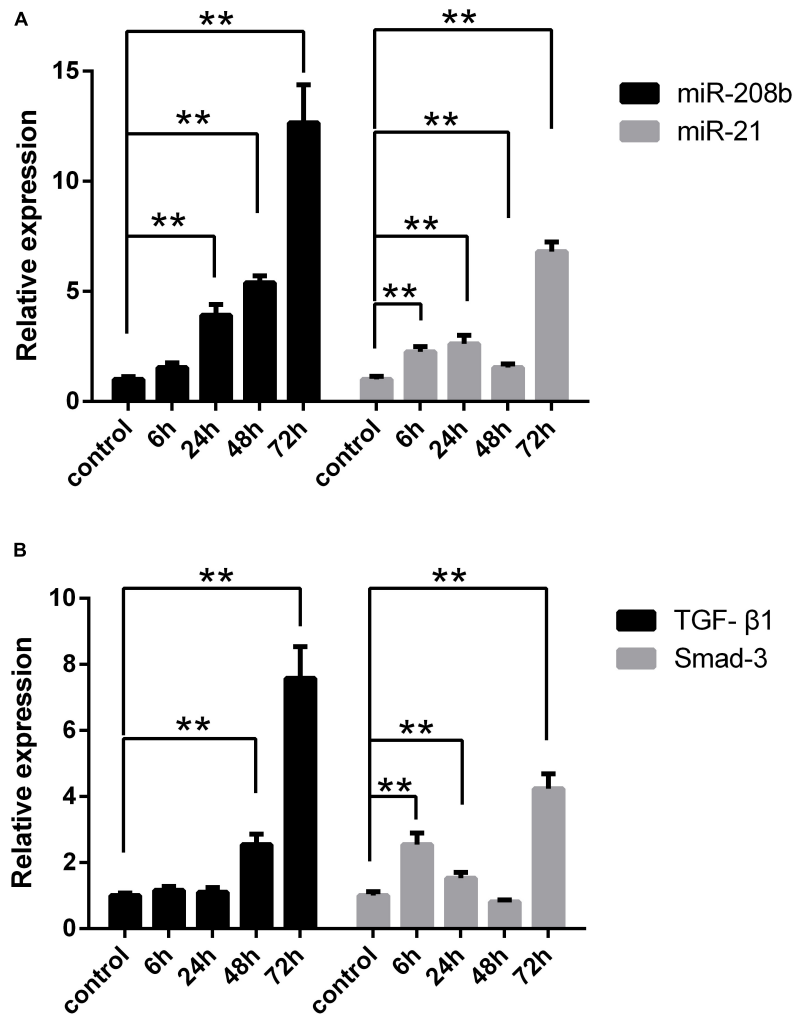 A
** **
** **
** **
**
miR-208b
miR-21
Relative expression
15
10
5
0
control 6h 24h 48h 72h control 6h 24h 48h 72h
B
** **
** **
**
TGF- β1
Smad-3
Relative expression
10
8
6
4
2
0
control 6h 24h 48h 72h control 6h 24h 48h 72h